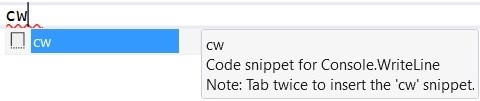 cw
cw
cw
Code snippet for Console.WriteLine
Note: Tab twice to insert the 'cw' snippet.